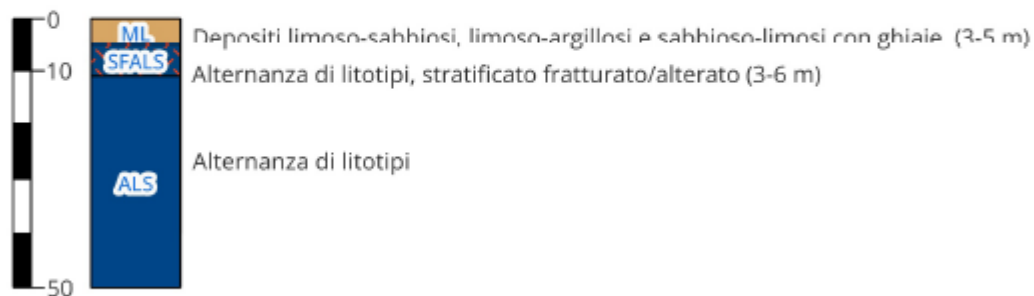 0
ML
Depositi limoso-sabbiosi, limoso-argillosi e sabbioso-limosi con ghiaie (3-5 m)
SFALS
10
Alternanza di litotipi, stratificato fratturato/alterato (3-6 m)
Alternanza di litotipi
ALS
50